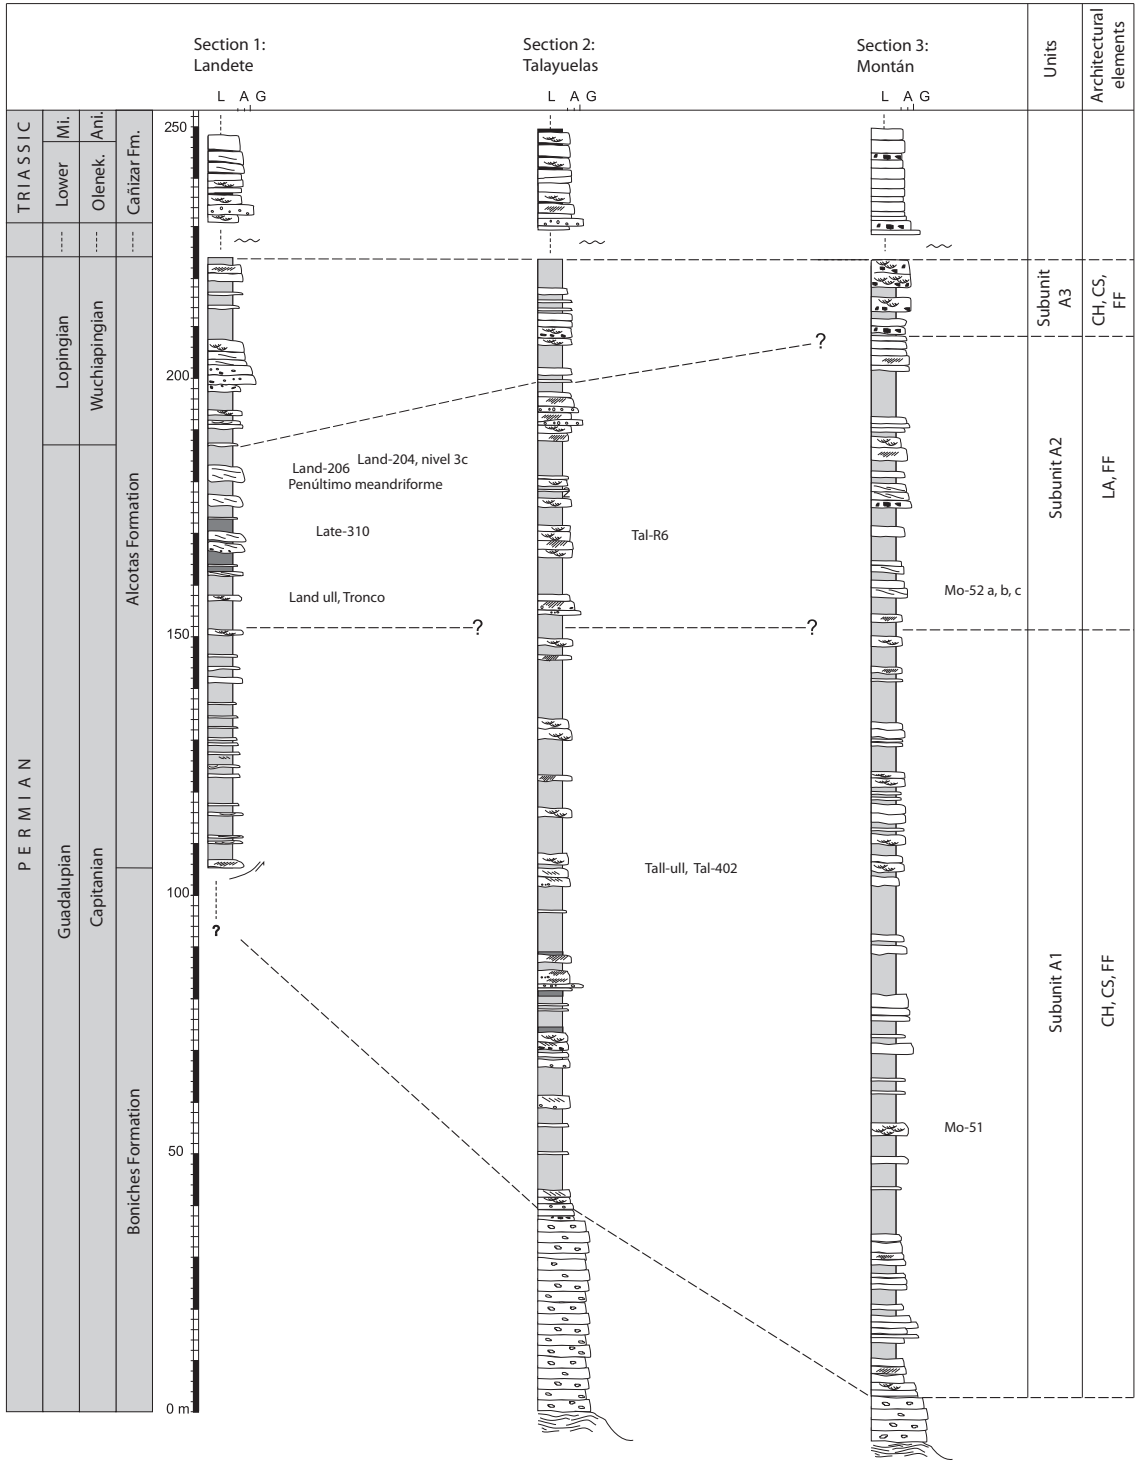 Section 1:
Landete
Section 2:
Talayuelas
Section 3:
Montán
Units
Architectural
elements
L A G
L A G
L A G
TRIASSIC
Lower
Mi.
Olenek.
Ani.
Cañizar Fm.
PERMIAN
Lopingian
Guadalupian
Wuchiapingian
Capitanian
Alcotas Formation
Boniches Formation
250
200
150
100
50
0 m
?
Land-206
Land-204, nivel 3c
Penúltimo meandriforme
Late-310
Land ull, Tronco
?
?
Tal-R6
Tall-ull, Tal-402
?
Mo-52 a, b, c
Mo-51
Subunit
A3
CH, CS,
FF
Subunit A2
LA, FF
Subunit A1
CH, CS, FF